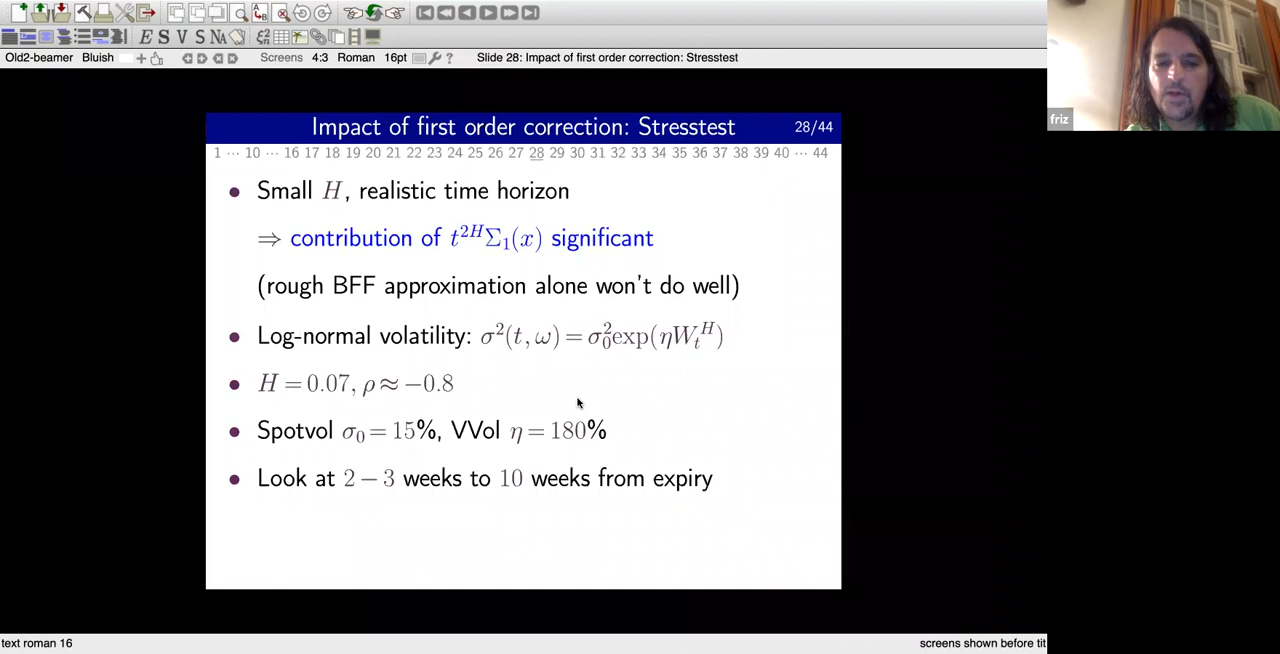 E S V S NA
Old2-beamer Bluish Screens 4:3 Roman 16pt ? Slide 28: Impact of first order correction: Stresstest
friz
Impact of first order correction: Stresstest 28/44
1 ··· 10 ··· 16 17 18 19 20 21 22 23 24 25 26 27 28 29 30 31 32 33 34 35 36 37 38 39 40 ··· 44
• Small H, realistic time horizon
⇒ contribution of t^{2H}Σ_1(x) significant
(rough BFF approximation alone won't do well)
• Log-normal volatility: σ^2(t, ω) = σ_0^2 exp(ηW_t^H)
• H = 0.07, ρ ≈ −0.8
• Spotvol σ_0 = 15%, VVol η = 180%
• Look at 2 − 3 weeks to 10 weeks from expiry
text roman 16
screens shown before tit